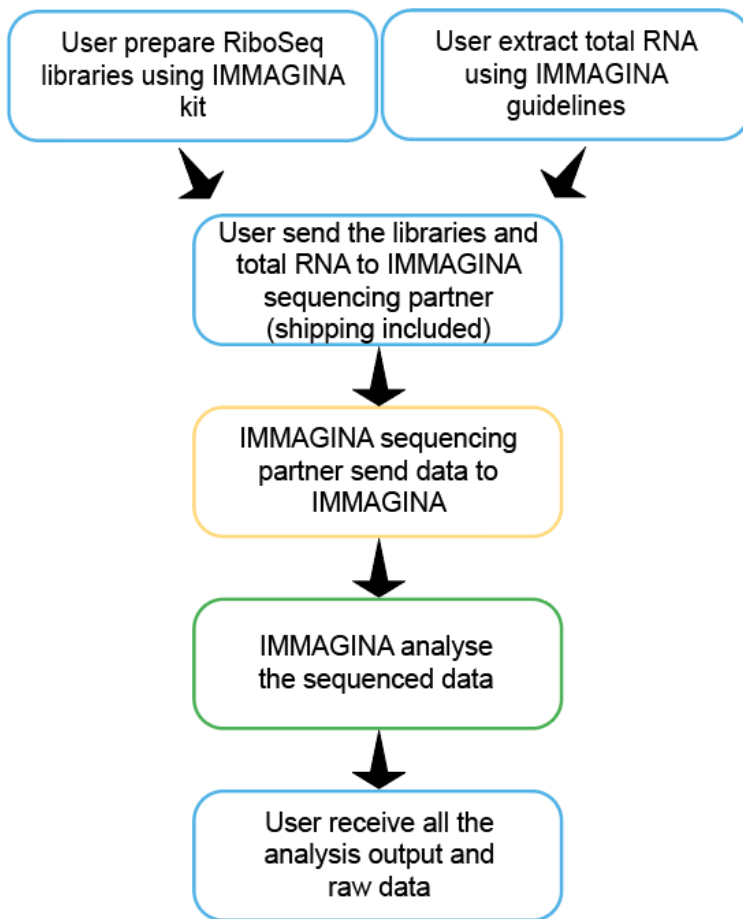 User prepare RiboSeq
libraries using IMMAGINA
kit
User extract total RNA
using IMMAGINA
guidelines
User send the libraries and
total RNA to IMMAGINA
sequencing partner
(shipping included)
IMMAGINA sequencing
partner send data to
IMMAGINA
IMMAGINA analyse
the sequenced data
User receive all the
analysis output and
raw data